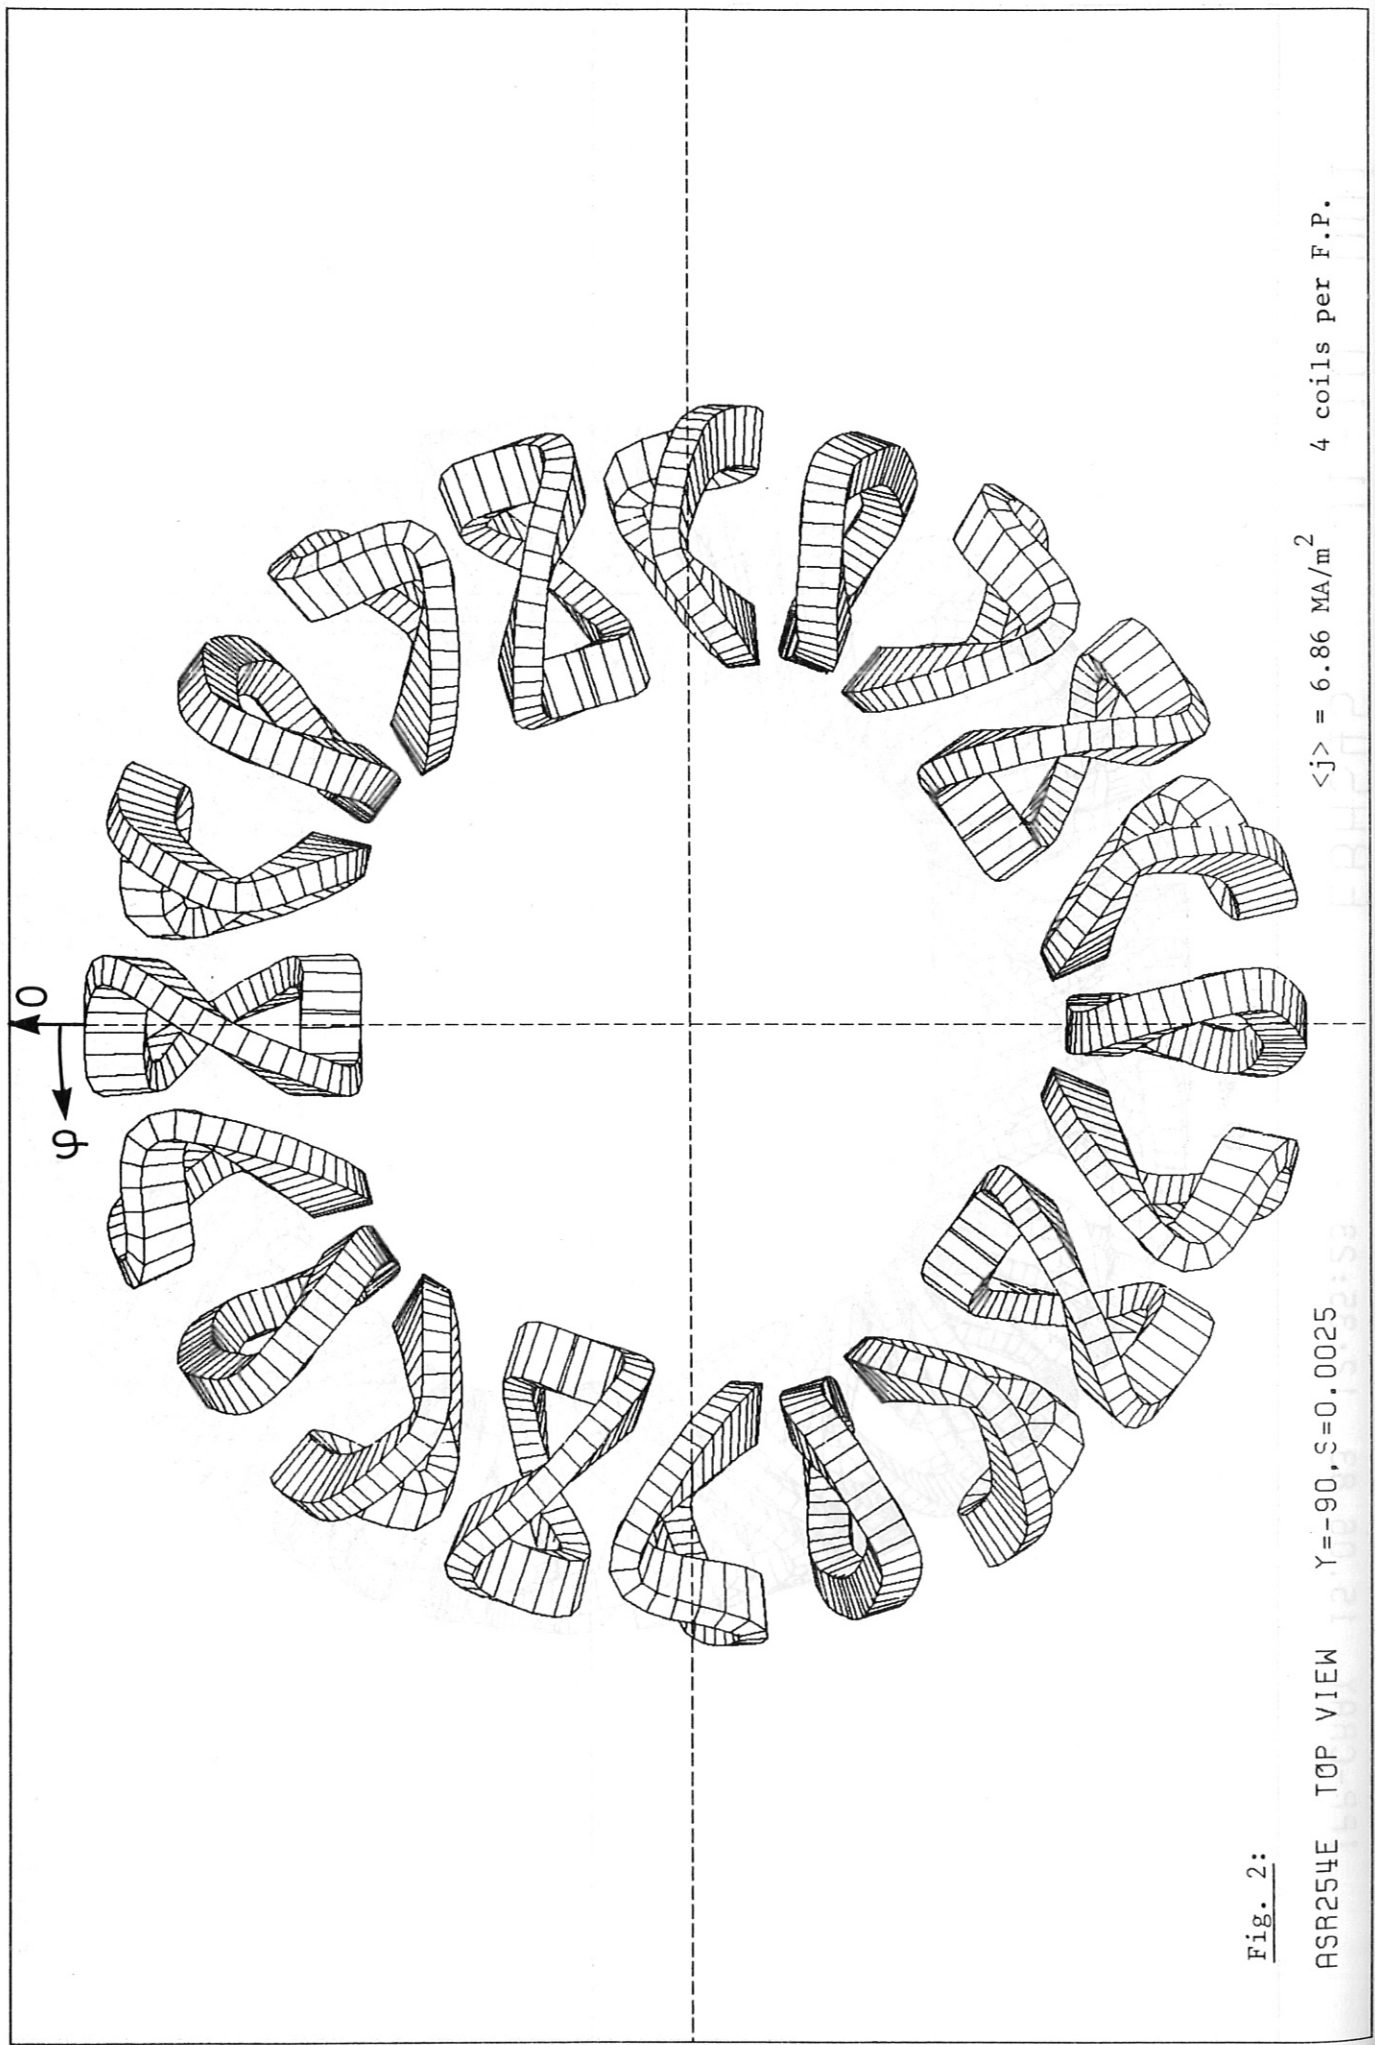 0
φ
Fig. 2:
<j> = 6.86 MA/m² 4 coils per F.P.
ASR254E TOP VIEW Y=-90,S=0.0025